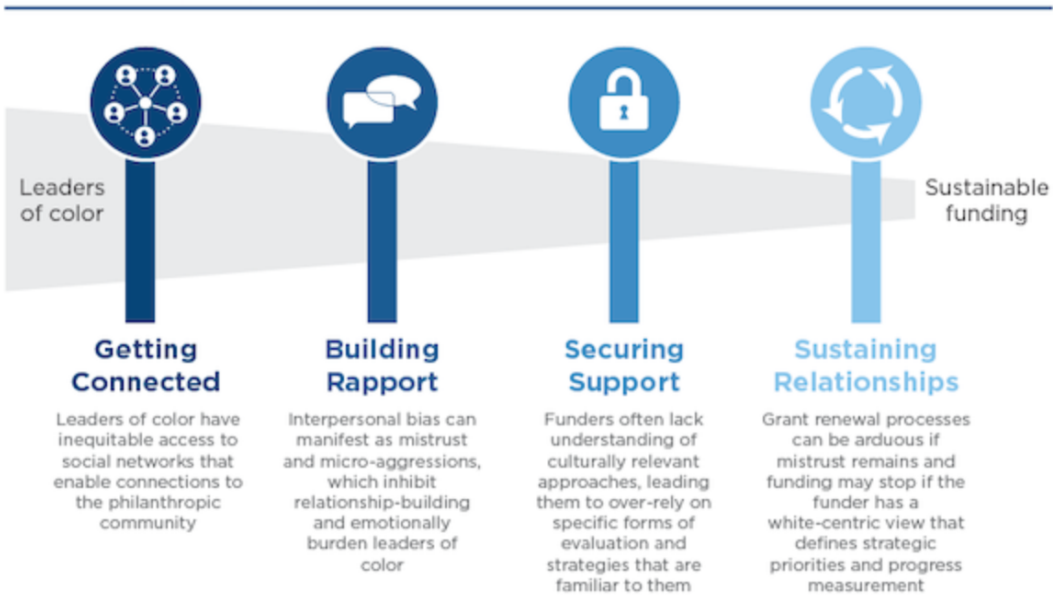 Leaders
of color
Sustainable
funding
Getting
Connected
Leaders of color have
inequitable access to
social networks that
enable connections to
the philanthropic
community
Building
Rapport
Interpersonal bias can
manifest as mistrust
and micro-aggressions,
which inhibit
relationship-building
and emotionally
burden leaders of
color
Securing
Support
Funders often lack
understanding of
culturally relevant
approaches, leading
them to over-rely on
specific forms of
evaluation and
strategies that are
familiar to them
Sustaining
Relationships
Grant renewal processes
can be arduous if
mistrust remains and
funding may stop if the
funder has a
white-centric view that
defines strategic
priorities and progress
measurement